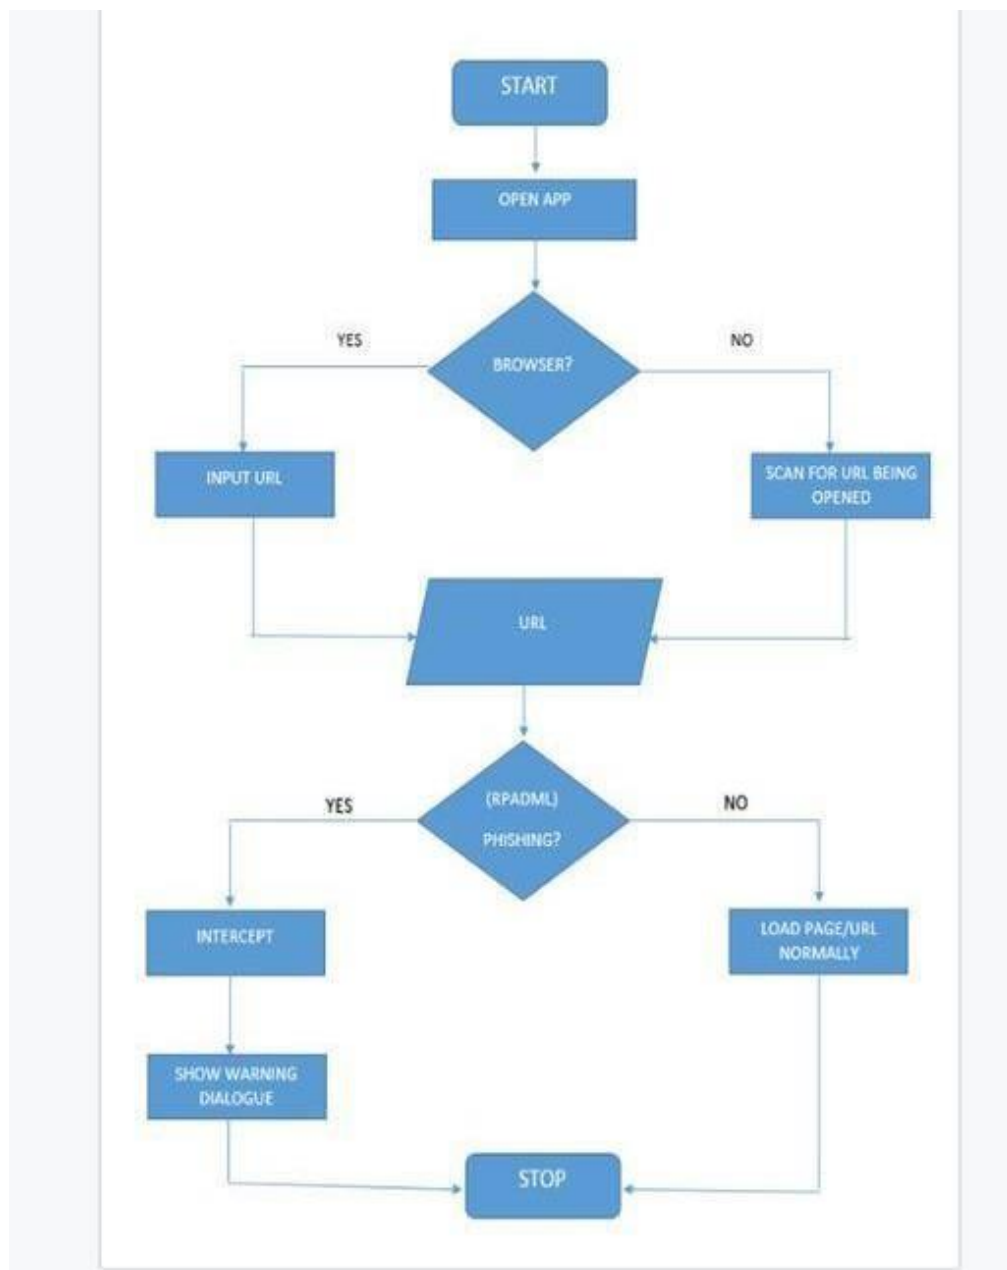 START
OPEN APP
YES
BROWSER?
NO
INPUT URL
SCAN FOR URL BEING
OPENED
URL
YES
(RPADML)
PHISHING?
NO
INTERCEPT
LOAD PAGE/URL
NORMALLY
SHOW WARNING
DIALOGUE
STOP